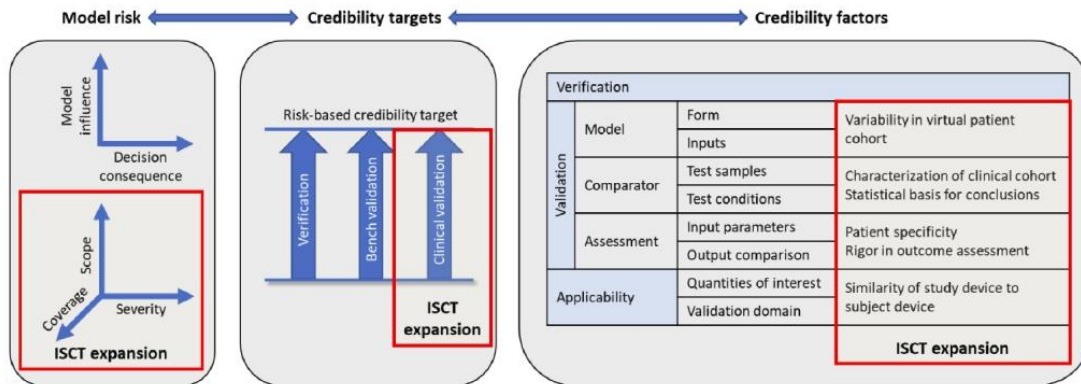 Model risk
Credibility targets
Credibility factors
Model
influence
Decision
consequence
Scope
Coverage
Severity
ISCT expansion
Risk-based credibility target
Verification
Bench validation
Clinical validation
ISCT
expansion
Verification
Validation
Model
Form
Inputs
Variability in virtual patient
cohort
Comparator
Test samples
Test conditions
Characterization of clinical cohort
Statistical basis for conclusions
Assessment
Input parameters
Output comparison
Patient specificity
Rigor in outcome assessment
Applicability
Quantities of interest
Validation domain
Similarity of study device to
subject device
ISCT expansion